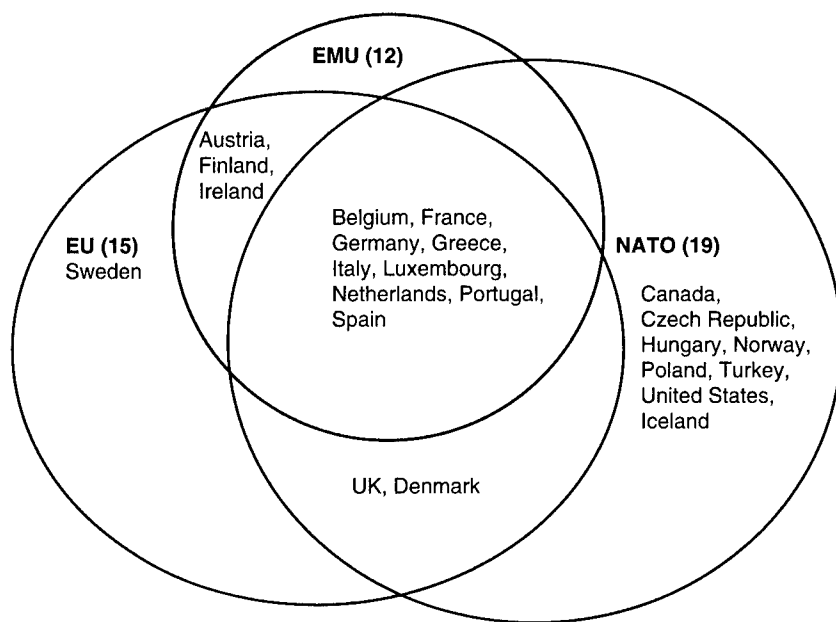 EMU (12)
Austria,
Finland,
Ireland
Belgium, France,
Germany, Greece,
Italy, Luxembourg,
Netherlands, Portugal,
Spain
EU (15)
Sweden
NATO (19)
Canada,
Czech Republic,
Hungary, Norway,
Poland, Turkey,
United States,
Iceland
UK, Denmark